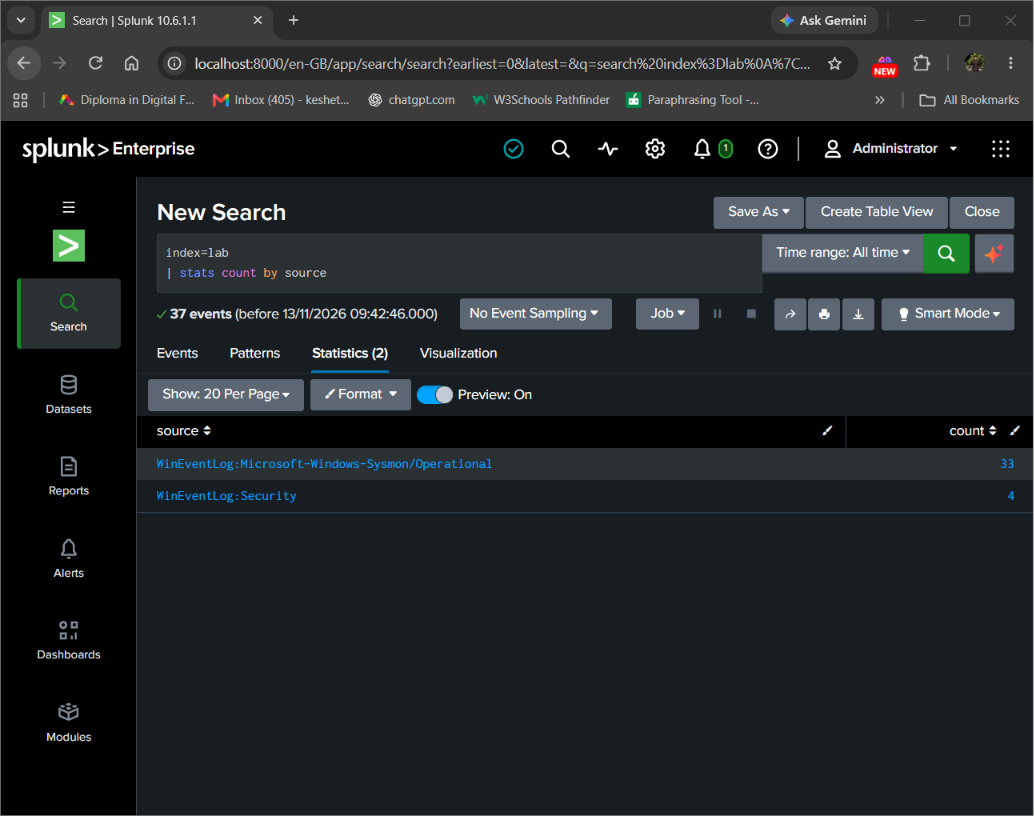 Search | Splunk 10.6.1.1
Ask Gemini
localhost:8000/en-GB/app/search/search?earliest=0&latest=&q=search%20index%3Dlab%0A%7C...
NEW
Diploma in Digital F...
Inbox (405) - keshet...
chatgpt.com
W3Schools Pathfinder
Paraphrasing Tool -...
All Bookmarks
splunk>Enterprise
1
Administrator
New Search
Save As
Create Table View
Close
index=lab
| stats count by source
Time range: All time
37 events (before 13/11/2026 09:42:46.000)
No Event Sampling
Job
Smart Mode
Search
Events
Patterns
Statistics (2)
Visualization
Show: 20 Per Page
Format
Preview: On
source
count
WinEventLog:Microsoft-Windows-Sysmon/Operational
33
WinEventLog:Security
4
Datasets
Reports
Alerts
Dashboards
Modules